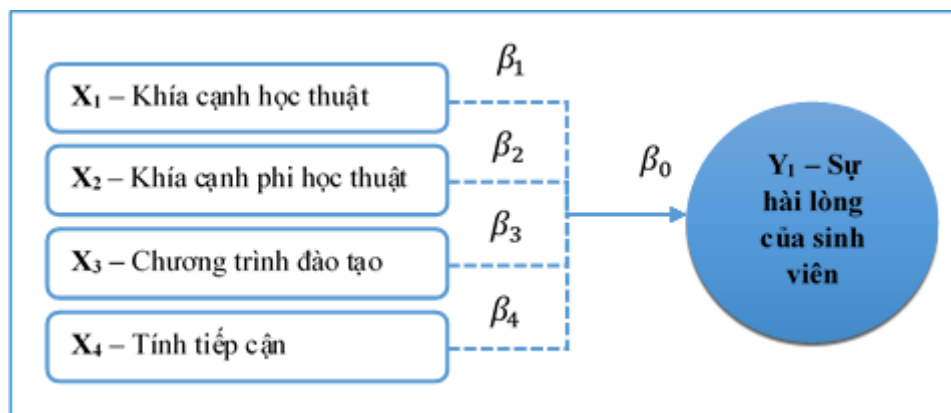 β₁
X₁ – Khía cạnh học thuật
β₂
X₂ – Khía cạnh phi học thuật
β₃
X₃ – Chương trình đào tạo
β₄
X₄ – Tính tiếp cận
β₀
Y₁ – Sự
hài lòng
của sinh
viên